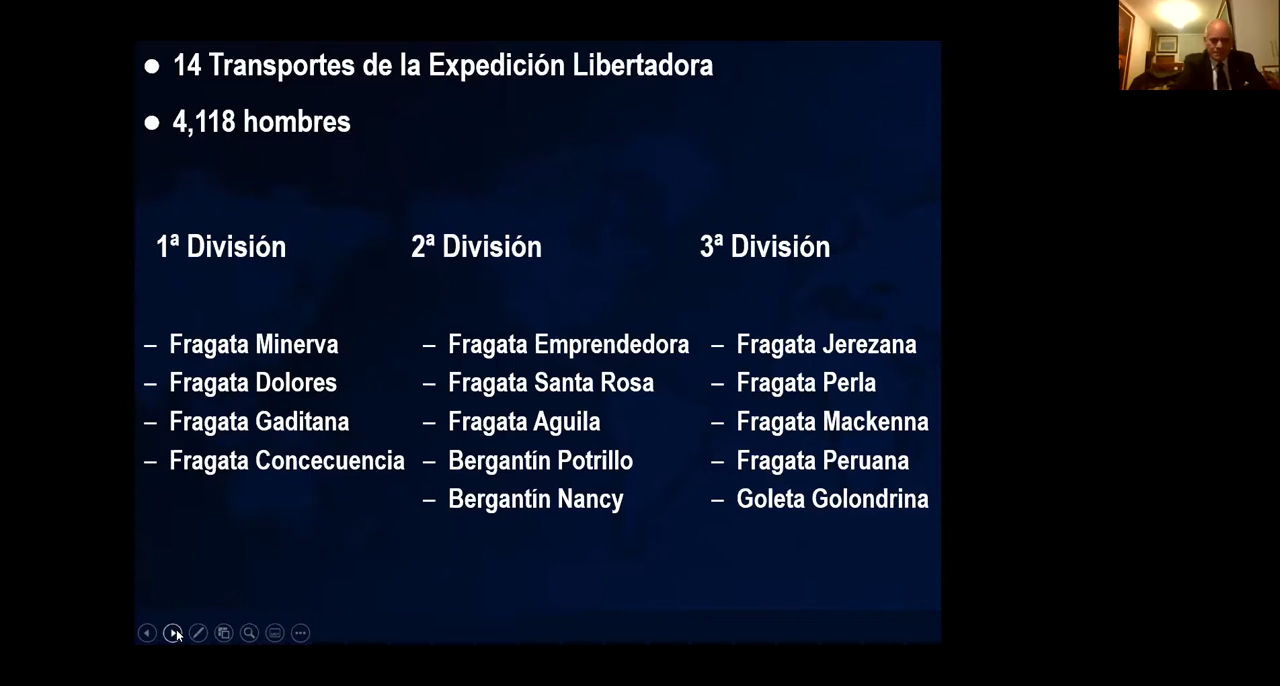 14 Transportes de la Expedición Libertadora
4,118 hombres
1ª División
– Fragata Minerva
– Fragata Dolores
– Fragata Gaditana
– Fragata Concecuencia
2ª División
– Fragata Emprendedora
– Fragata Santa Rosa
– Fragata Aguila
– Bergantín Potrillo
– Bergantín Nancy
3ª División
– Fragata Jerezana
– Fragata Perla
– Fragata Mackenna
– Fragata Peruana
– Goleta Golondrina